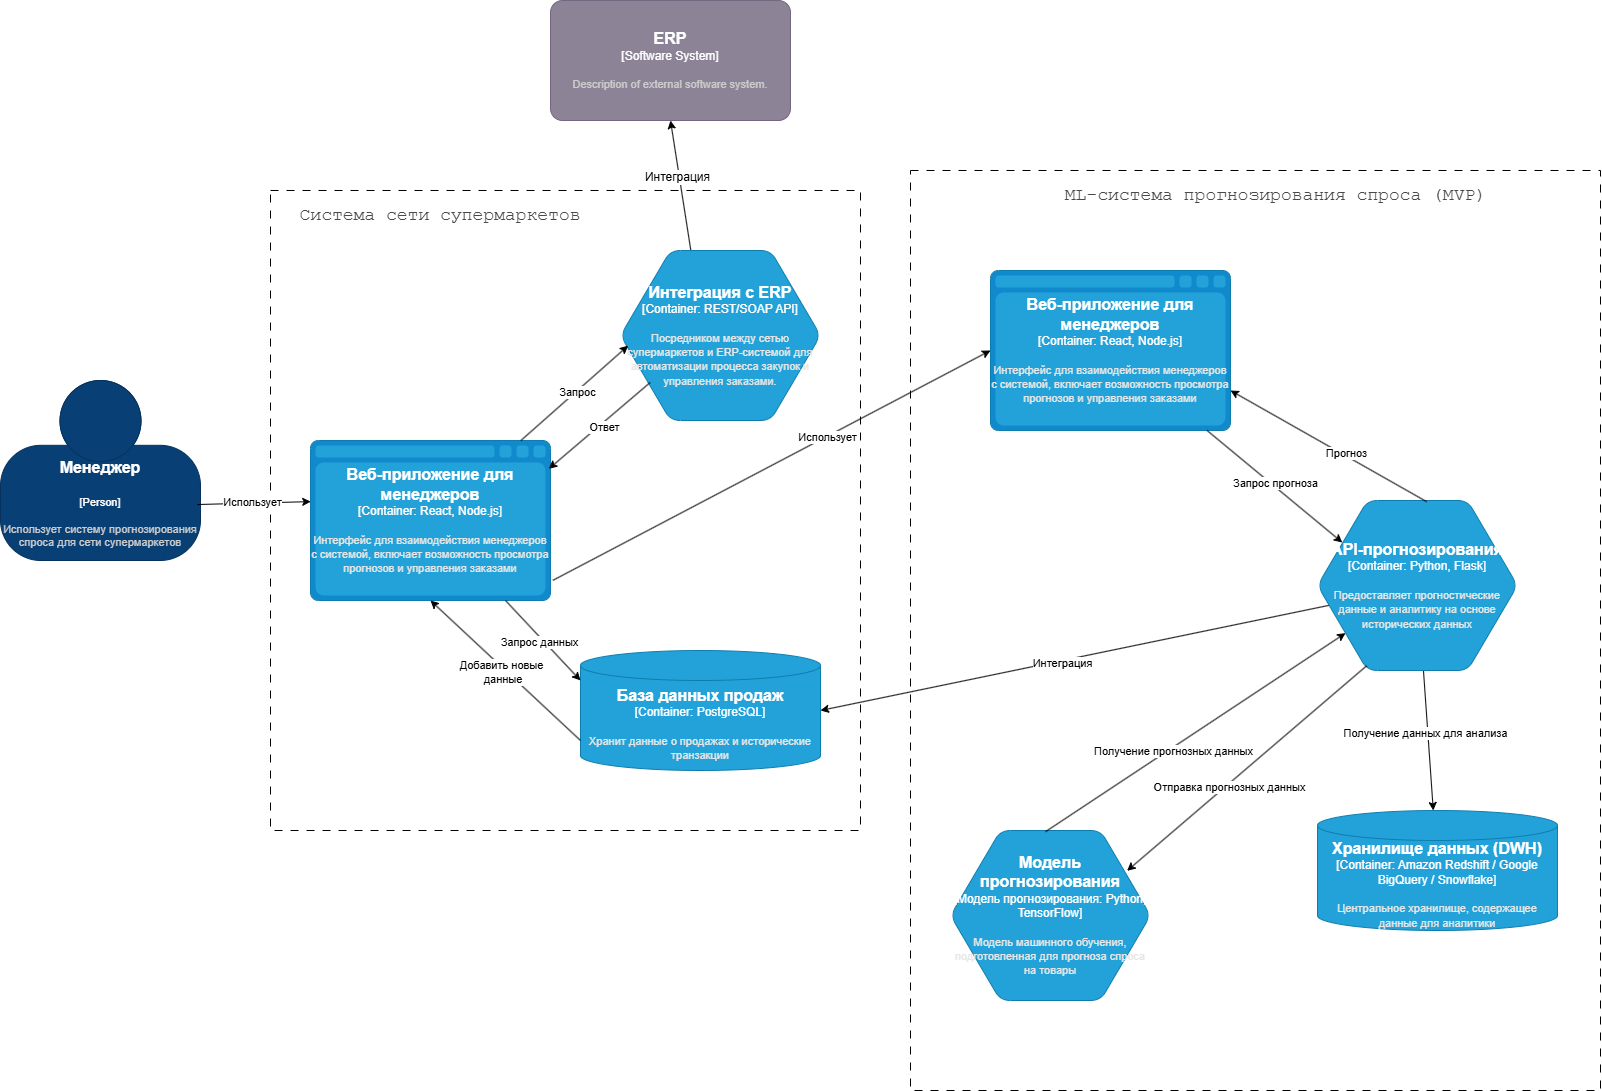 ERP
[Software System]
Description of external software system.
Интеграция
Система сети супермаркетов
ML-система прогнозирования спроса (MVP)
Интеграция с ERP
[Container: REST/SOAP API]
Посредником между сетью
супермаркетов и ERP-системой для
автоматизации процесса закупок и
управления заказами.
Запрос
Ответ
Использует
Веб-приложение для
менеджеров
[Container: React, Node.js]
Интерфейс для взаимодействия менеджеров
с системой, включает возможность просмотра
прогнозов и управления заказами
Прогноз
Запрос прогноза
Менеджер
[Person]
Использует систему прогнозирования
спроса для сети супермаркетов
Использует
Веб-приложение для
менеджеров
[Container: React, Node.js]
Интерфейс для взаимодействия менеджеров
с системой, включает возможность просмотра
прогнозов и управления заказами
API-прогнозирования
[Container: Python, Flask]
Предоставляет прогностические
данные и аналитику на основе
исторических данных
Запрос данных
Добавить новые
данные
Интеграция
База данных продаж
[Container: PostgreSQL]
Хранит данные о продажах и исторические
транзакции
Получение прогнозных данных
Отправка прогнозных данных
Получение данных для анализа
Модель
прогнозирования
Модель прогнозирования: Python
TensorFlow]
Модель машинного обучения,
подготовленная для прогноза спроса
на товары
Хранилище данных (DWH)
[Container: Amazon Redshift / Google
BigQuery / Snowflake]
Центральное хранилище, содержащее
данные для аналитики